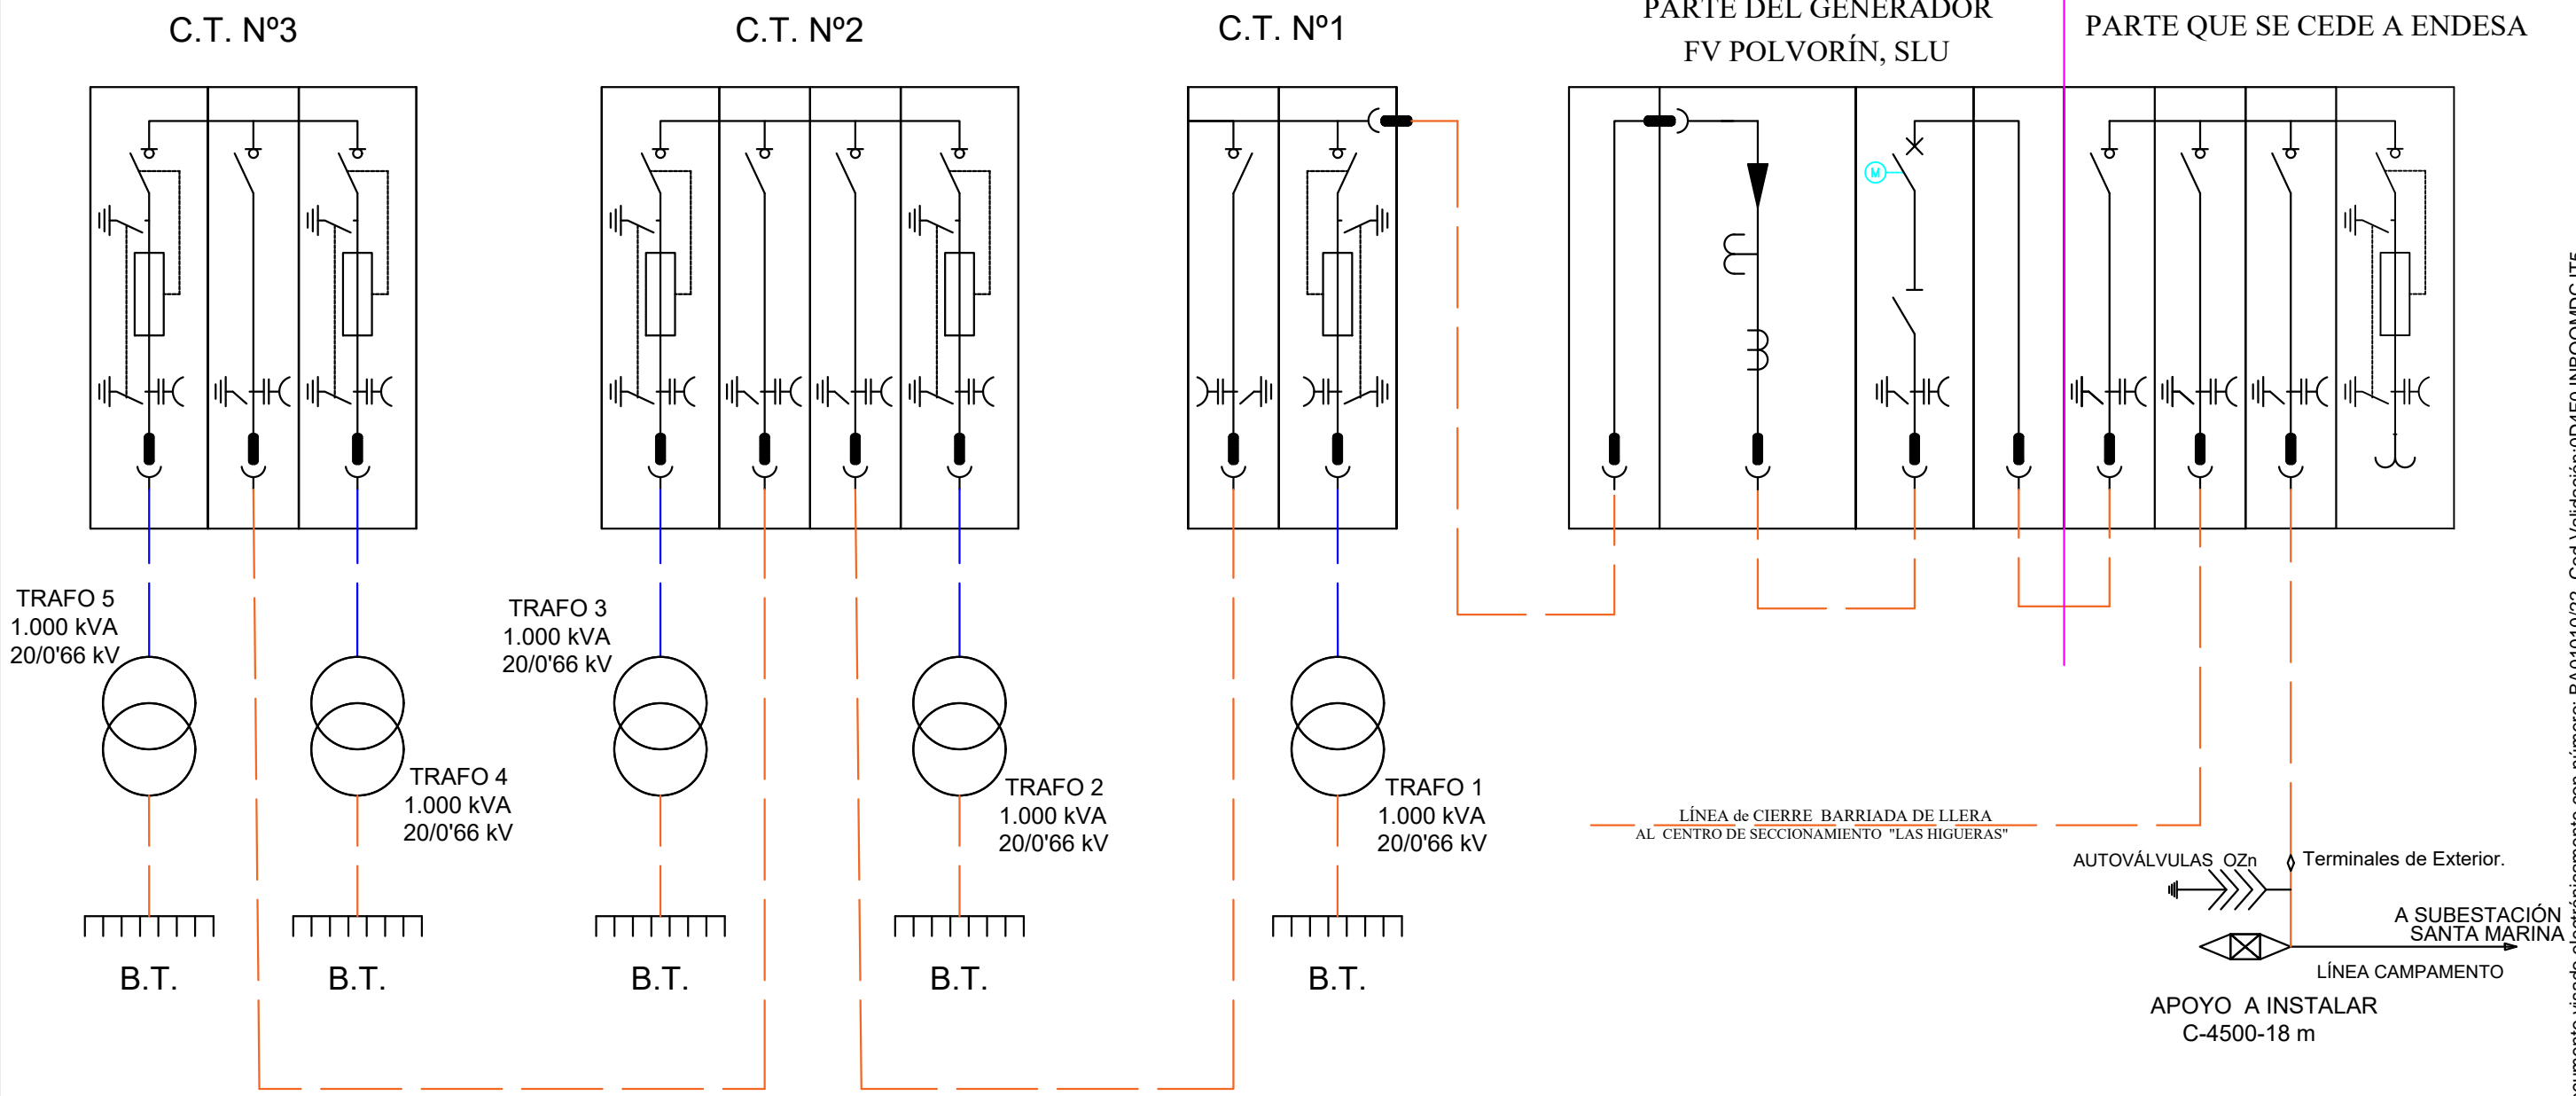 C.T. Nº3
C.T. Nº2
C.T. Nº1
PARTE DEL GENERADOR
FV POLVORÍN, SLU
PARTE QUE SE CEDE A ENDESA
M
TRAFO 5
1.000 kVA
20/0'66 kV
TRAFO 4
1.000 kVA
20/0'66 kV
TRAFO 3
1.000 kVA
20/0'66 kV
TRAFO 2
1.000 kVA
20/0'66 kV
TRAFO 1
1.000 kVA
20/0'66 kV
B.T.
B.T.
B.T.
B.T.
B.T.
LÍNEA de CIERRE BARRIADA DE LLERA
AL CENTRO DE SECCIONAMIENTO "LAS HIGUERAS"
AUTOVÁLVULAS OZn
Terminales de Exterior.
A SUBESTACIÓN
SANTA MARINA
LÍNEA CAMPAMENTO
APOYO A INSTALAR
C-4500-18 m
visado electrónicamente con número: